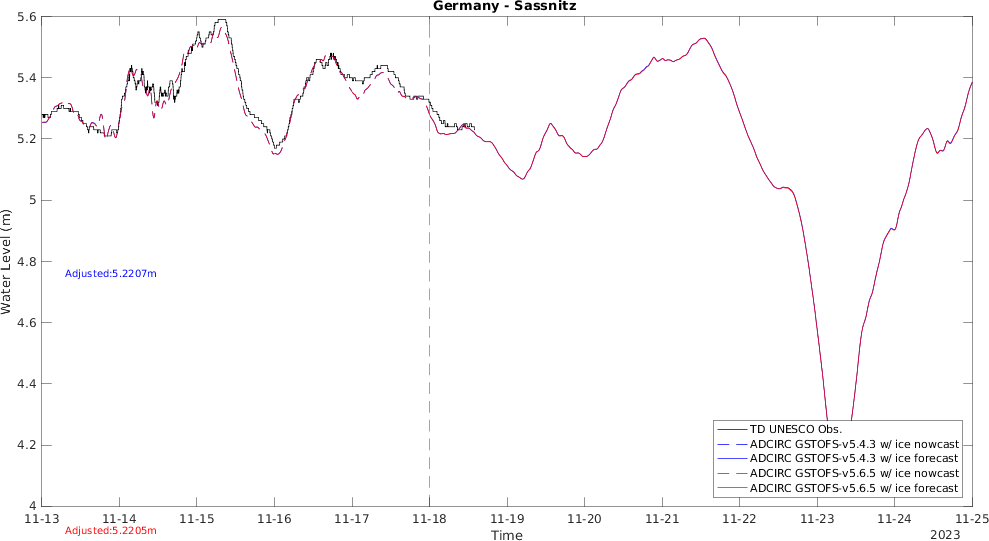 Germany - Sassnitz
5.6
5.4
5.2
5
4.8
4.6
4.4
4.2
4
Water Level (m)
Adjusted:5.2207m
TD UNESCO Obs.
ADCIRC GSTOFS-v5.4.3 w/ ice nowcast
ADCIRC GSTOFS-v5.4.3 w/ ice forecast
ADCIRC GSTOFS-v5.6.5 w/ ice nowcast
ADCIRC GSTOFS-v5.6.5 w/ ice forecast
11-13 11-14 11-15 11-16 11-17 11-18 11-19 11-20 11-21 11-22 11-23 11-24 11-25
Adjusted:5.2205m
Time
2023